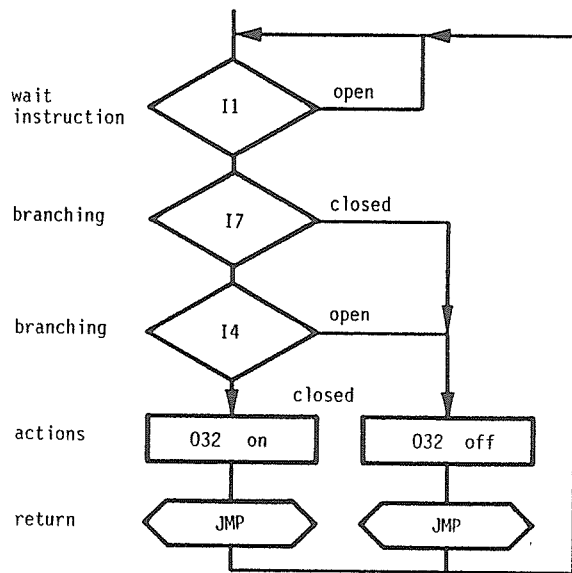 wait
instruction
I1
open
branching
I7
closed
branching
I4
open
closed
actions
O32 on
O32 off
return
JMP
JMP